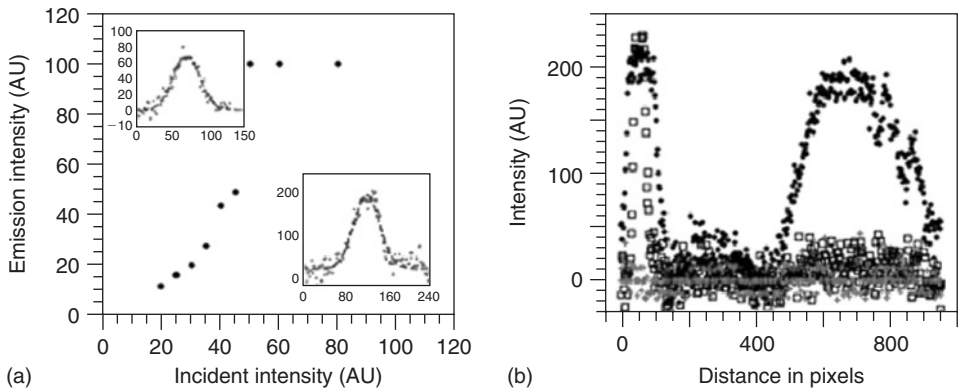 120
100
80
60
40
20
0
Emission intensity (AU)
0 20 40 60 80 100 120
Incident intensity (AU)
(a)
100
80
60
40
20
0
−10
0 50 100 150
200
100
0
0 80 160 240
200
100
0
Intensity (AU)
0 400 800
Distance in pixels
(b)